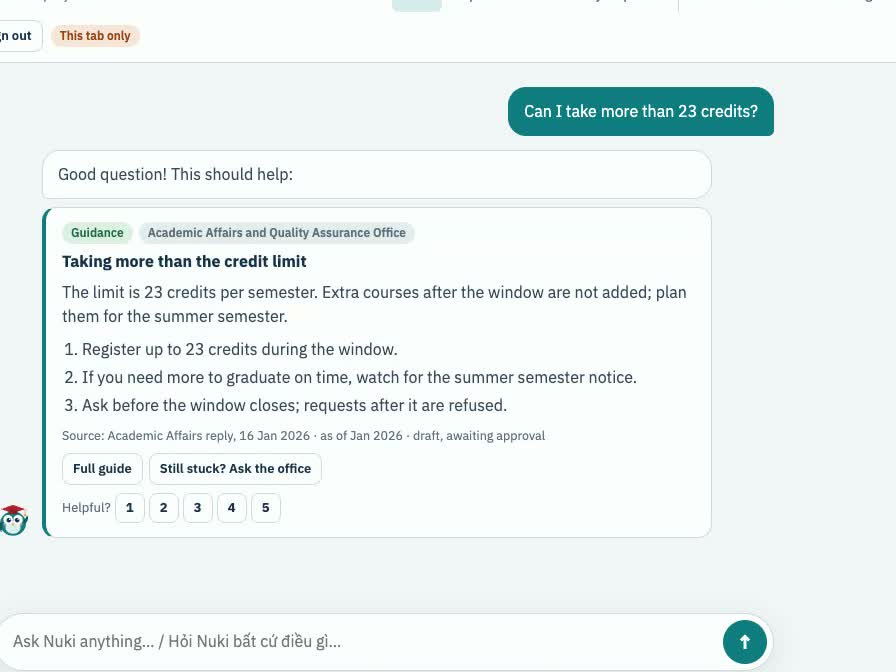 n out
This tab only
Can I take more than 23 credits?
Good question! This should help:
Guidance
Academic Affairs and Quality Assurance Office
Taking more than the credit limit
The limit is 23 credits per semester. Extra courses after the window are not added; plan
them for the summer semester.
1. Register up to 23 credits during the window.
2. If you need more to graduate on time, watch for the summer semester notice.
3. Ask before the window closes; requests after it are refused.
Source: Academic Affairs reply, 16 Jan 2026 · as of Jan 2026 · draft, awaiting approval
Full guide
Still stuck? Ask the office
Helpful? 1 2 3 4 5
Ask Nuki anything... / Hỏi Nuki bất cứ điều gì...